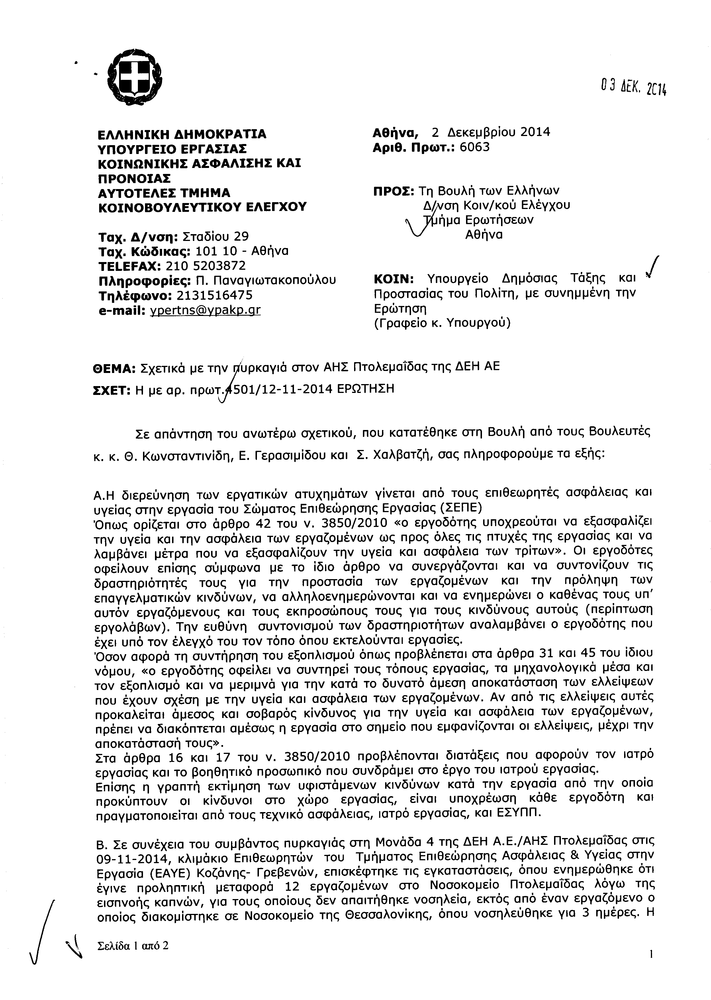 03 ΔΕΚ. 2014
ΕΛΛΗΝΙΚΗ ΔΗΜΟΚΡΑΤΙΑ
ΥΠΟΥΡΓΕΙΟ ΕΡΓΑΣΙΑΣ
ΚΟΙΝΩΝΙΚΗΣ ΑΣΦΑΛΙΣΗΣ ΚΑΙ
ΠΡΟΝΟΙΑΣ
ΑΥΤΟΤΕΛΕΣ ΤΜΗΜΑ
ΚΟΙΝΟΒΟΥΛΕΥΤΙΚΟΥ ΕΛΕΓΧΟΥ
Ταχ. Δ/νση: Σταδίου 29
Ταχ. Κώδικας: 101 10 - Αθήνα
TELEFAX: 210 5203872
Πληροφορίες: Π. Παναγιωτακοπούλου
Τηλέφωνο: 2131516475
e-mail: ypertns@ypakp.gr
Αθήνα, 2 Δεκεμβρίου 2014
Αριθ. Πρωτ.: 6063
ΠΡΟΣ: Τη Βουλή των Ελλήνων
Δ/νση Κοιν/κού Ελέγχου
Τμήμα Ερωτήσεων
Αθήνα
ΚΟΙΝ: Υπουργείο Δημόσιας Τάξης και
Προστασίας του Πολίτη, με συνημμένη την
Ερώτηση
(Γραφείο κ. Υπουργού)
ΘΕΜΑ: Σχετικά με την πυρκαγιά στον ΑΗΣ Πτολεμαΐδας της ΔΕΗ ΑΕ
ΣΧΕΤ: Η με αρ. πρωτ.4501/12-11-2014 ΕΡΩΤΗΣΗ
Σε απάντηση του ανωτέρω σχετικού, που κατατέθηκε στη Βουλή από τους Βουλευτές
κ. κ. Θ. Κωνσταντινίδη, Ε. Γερασιμίδου και Σ. Χαλβατζή, σας πληροφορούμε τα εξής:
Α.Η διερεύνηση των εργατικών ατυχημάτων γίνεται από τους επιθεωρητές ασφάλειας και
υγείας στην εργασία του Σώματος Επιθεώρησης Εργασίας (ΣΕΠΕ)
Όπως ορίζεται στο άρθρο 42 του ν. 3850/2010 «ο εργοδότης υποχρεούται να εξασφαλίζει
την υγεία και την ασφάλεια των εργαζομένων ως προς όλες τις πτυχές της εργασίας και να
λαμβάνει μέτρα που να εξασφαλίζουν την υγεία και ασφάλεια των τρίτων». Οι εργοδότες
οφείλουν επίσης σύμφωνα με το ίδιο άρθρο να συνεργάζονται και να συντονίζουν τις
δραστηριότητές τους για την προστασία των εργαζομένων και την πρόληψη των
επαγγελματικών κινδύνων, να αλληλοενημερώνονται και να ενημερώνει ο καθένας τους υπ'
αυτόν εργαζόμενους και τους εκπροσώπους τους για τους κινδύνους αυτούς (περίπτωση
εργολάβων). Την ευθύνη συντονισμού των δραστηριοτήτων αναλαμβάνει ο εργοδότης που
έχει υπό τον έλεγχό του τον τόπο όπου εκτελούνται εργασίες.
Όσον αφορά τη συντήρηση του εξοπλισμού όπως προβλέπεται στα άρθρα 31 και 45 του ίδιου
νόμου, «ο εργοδότης οφείλει να συντηρεί τους τόπους εργασίας, τα μηχανολογικά μέσα και
τον εξοπλισμό και να μεριμνά για την κατά το δυνατό άμεση αποκατάσταση των ελλείψεων
που έχουν σχέση με την υγεία και ασφάλεια των εργαζομένων. Αν από τις ελλείψεις αυτές
προκαλείται άμεσος και σοβαρός κίνδυνος για την υγεία και ασφάλεια των εργαζομένων,
πρέπει να διακόπτεται αμέσως η εργασία στο σημείο που εμφανίζονται οι ελλείψεις, μέχρι την
αποκατάστασή τους».
Στα άρθρα 16 και 17 του ν. 3850/2010 προβλέπονται διατάξεις που αφορούν τον ιατρό
εργασίας και το βοηθητικό προσωπικό που συνδράμει στο έργο του ιατρού εργασίας.
Επίσης η γραπτή εκτίμηση των υφιστάμενων κινδύνων κατά την εργασία από την οποία
προκύπτουν οι κίνδυνοι στο χώρο εργασίας, είναι υποχρέωση κάθε εργοδότη και
πραγματοποιείται από τους τεχνικό ασφάλειας, ιατρό εργασίας, και ΕΣΥΠΠ.
Β. Σε συνέχεια του συμβάντος πυρκαγιάς στη Μονάδα 4 της ΔΕΗ Α.Ε./ΑΗΣ Πτολεμαΐδας στις
09-11-2014, κλιμάκιο Επιθεωρητών του Τμήματος Επιθεώρησης Ασφάλειας & Υγείας στην
Εργασία (ΕΑΥΕ) Κοζάνης- Γρεβενών, επισκέφτηκε τις εγκαταστάσεις, όπου ενημερώθηκε ότι
έγινε προληπτική μεταφορά 12 εργαζομένων στο Νοσοκομείο Πτολεμαΐδας λόγω της
εισπνοής καπνών, για τους οποίους δεν απαιτήθηκε νοσηλεία, εκτός από έναν εργαζόμενο ο
οποίος διακομίστηκε σε Νοσοκομείο της Θεσσαλονίκης, όπου νοσηλεύθηκε για 3 ημέρες. Η
Σελίδα 1 από 2
1